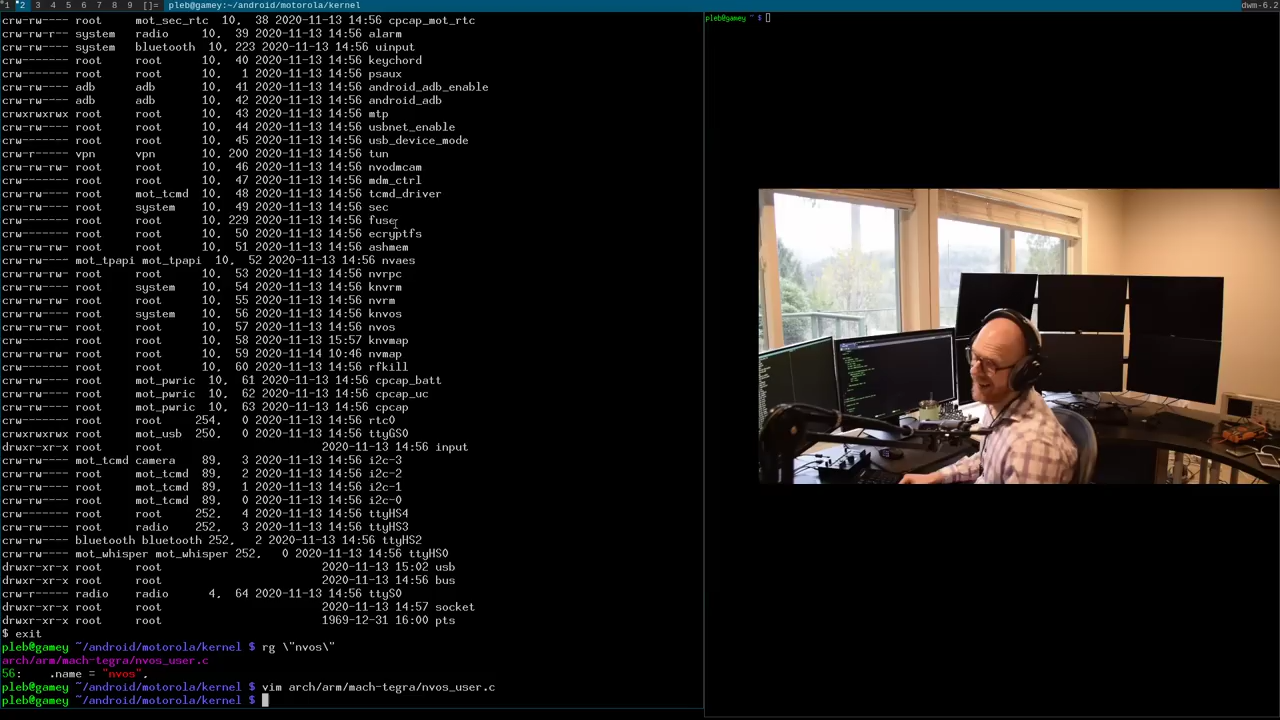 1 2 3 4 5 6 7 8 9 []= pleb@gamey:~/android/motorola/kernel dwm-6.2
crw-r----- root mot_sec_rtc 10, 38 2020-11-13 14:56 cpcap_mot_rtc
crw-rw-r-- system radio 10, 39 2020-11-13 14:56 alarm
crw-rw---- system bluetooth 10, 223 2020-11-13 14:56 uinput
crw------- root root 10, 40 2020-11-13 14:56 keychord
crw------- root root 10, 1 2020-11-13 14:56 psaux
crw-rw---- adb adb 10, 41 2020-11-13 14:56 android_adb_enable
crw-rw---- adb adb 10, 42 2020-11-13 14:56 android_adb
crwxrwxrwx root root 10, 43 2020-11-13 14:56 mtp
crw------- root root 10, 44 2020-11-13 14:56 usbnet_enable
crw------- root root 10, 45 2020-11-13 14:56 usb_device_mode
crw-r----- vpn vpn 10, 200 2020-11-13 14:56 tun
crw-rw-rw- root root 10, 46 2020-11-13 14:56 nvodmcam
crw------- root root 10, 47 2020-11-13 14:56 mdm_ctrl
crw-rw---- root mot_tcmd 10, 48 2020-11-13 14:56 tcmd_driver
crw-rw---- root system 10, 49 2020-11-13 14:56 sec
crw------- root root 10, 229 2020-11-13 14:56 fuse
crw------- root root 10, 50 2020-11-13 14:56 ecryptfs
crw-rw-rw- root root 10, 51 2020-11-13 14:56 ashmem
crw-rw---- mot_tpapi mot_tpapi 10, 52 2020-11-13 14:56 nvaes
crw-rw-rw- root root 10, 53 2020-11-13 14:56 nvrpc
crw-rw---- root system 10, 54 2020-11-13 14:56 knvrm
crw-rw-rw- root root 10, 55 2020-11-13 14:56 nvrm
crw-rw---- root system 10, 56 2020-11-13 14:56 knvos
crw-rw-rw- root root 10, 57 2020-11-13 14:56 nvos
crw------- root root 10, 58 2020-11-13 15:57 knvmap
crw-rw-rw- root root 10, 59 2020-11-14 10:46 nvmap
crw-rw-r-- root root 10, 60 2020-11-13 14:56 rfkill
crw-rw---- root mot_pwric 10, 61 2020-11-13 14:56 cpcap_batt
crw-rw---- root mot_pwric 10, 62 2020-11-13 14:56 cpcap_uc
crw-rw---- root mot_pwric 10, 63 2020-11-13 14:56 cpcap
crw-r----- root root 254, 0 2020-11-13 14:56 rtc0
crwxrwxrwx root mot_usb 250, 0 2020-11-13 14:56 ttyGS0
drwxr-xr-x root root 2020-11-13 14:56 input
crw-rw---- mot_tcmd camera 89, 3 2020-11-13 14:56 i2c-3
crw-rw---- root mot_tcmd 89, 2 2020-11-13 14:56 i2c-2
crw-rw---- root mot_tcmd 89, 1 2020-11-13 14:56 i2c-1
crw-rw---- root mot_tcmd 89, 0 2020-11-13 14:56 i2c-0
crw------- root root 252, 4 2020-11-13 14:56 ttyHS4
crw-rw---- root radio 252, 3 2020-11-13 14:56 ttyHS3
crw-rw---- bluetooth bluetooth 252, 2 2020-11-13 14:56 ttyHS2
crw-rw---- mot_whisper mot_whisper 252, 0 2020-11-13 14:56 ttyHS0
drwxr-xr-x root root 2020-11-13 15:02 usb
drwxr-xr-x root root 2020-11-13 14:56 bus
crw-r----- radio radio 4, 64 2020-11-13 14:56 ttyS0
drwxr-xr-x root root 2020-11-13 14:57 socket
drwxr-xr-x root root 1969-12-31 16:00 pts
$ exit
pleb@gamey ~/android/motorola/kernel $ rg \"nvos\"
arch/arm/mach-tegra/nvos_user.c
56: .name = "nvos",
pleb@gamey ~/android/motorola/kernel $ vim arch/arm/mach-tegra/nvos_user.c
pleb@gamey ~/android/motorola/kernel $
pleb@gamey ~ $